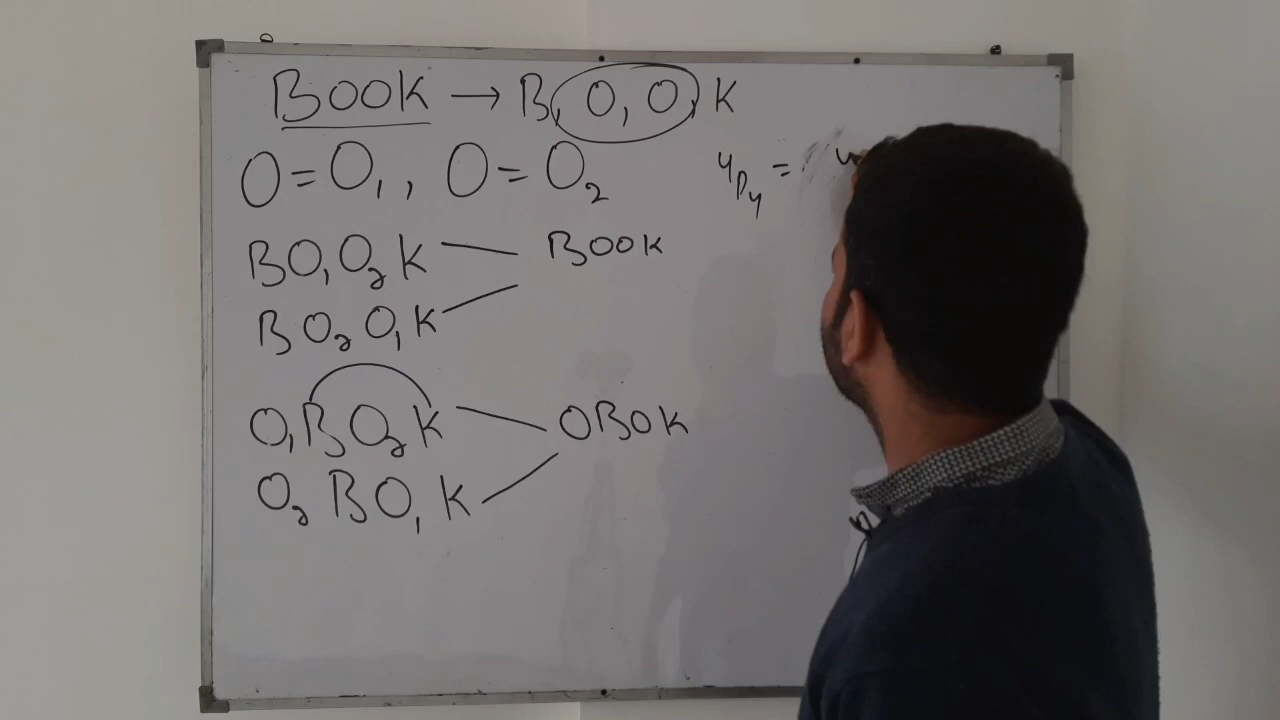 BOOK → B, O, O, K
O = O₁, , O = O₂
⁴P₄ =
BO₁O₂K — BOOK
BO₂O₁K
O₁BO₂K — OBOK
O₂BO₁K